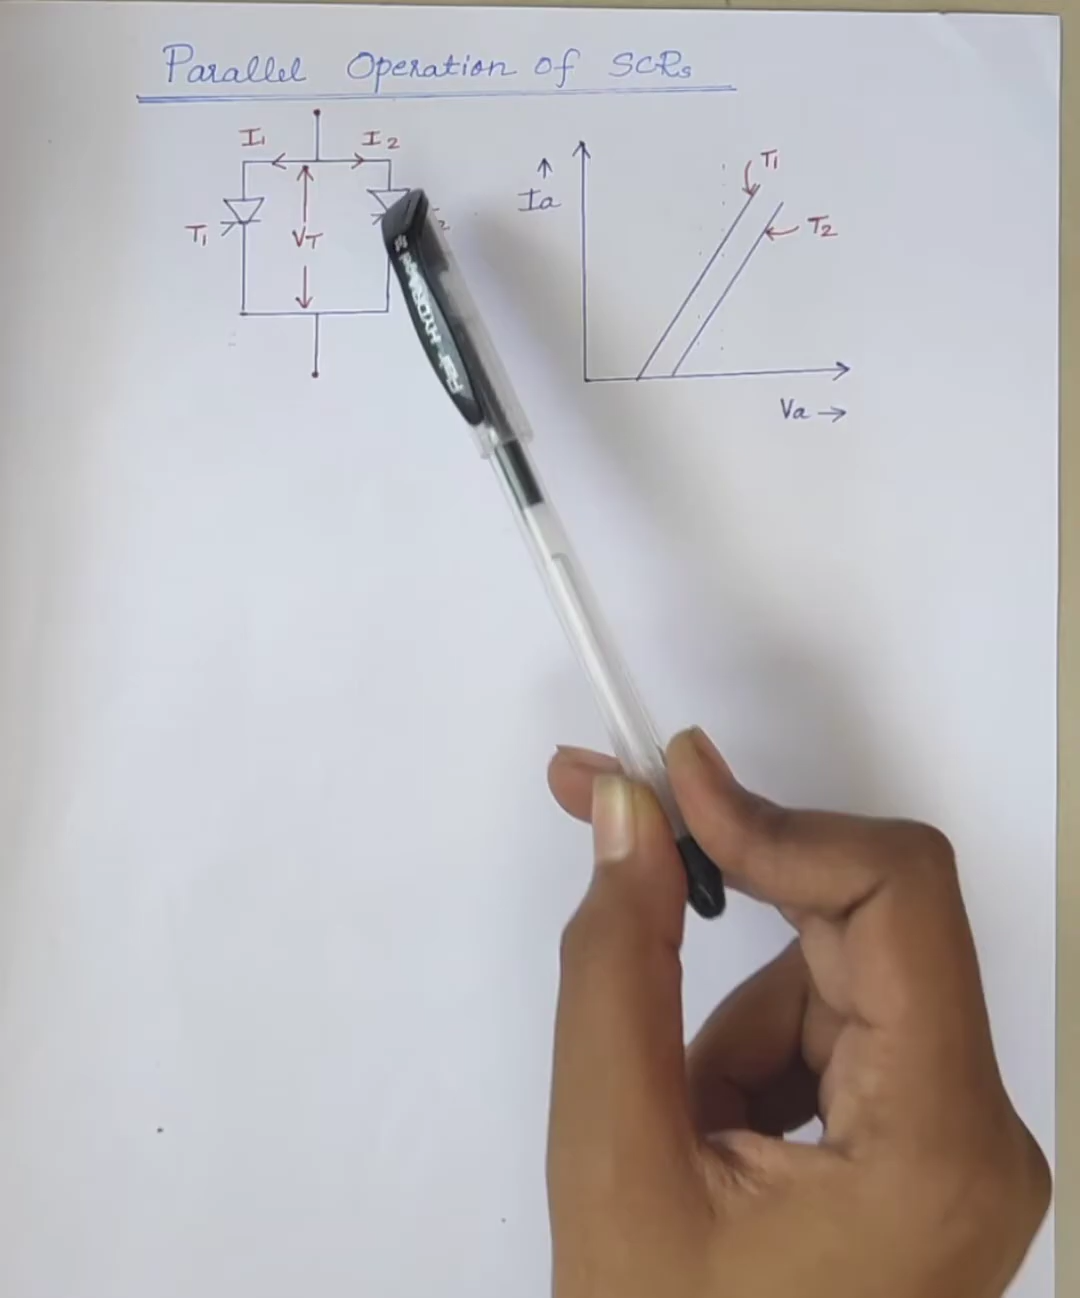 Parallel Operation of SCRs
I1 I2
T1
VT
↑
Ia
T1
T2
Va →